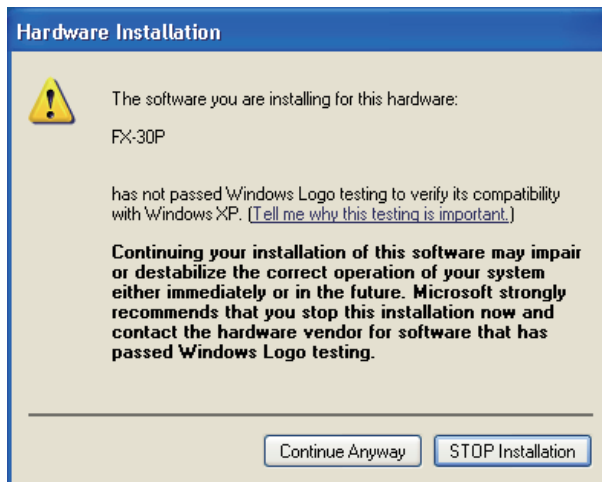 Hardware Installation
The software you are installing for this hardware:
FX-30P
has not passed Windows Logo testing to verify its compatibility
with Windows XP. (Tell me why this testing is important.)
Continuing your installation of this software may impair
or destabilize the correct operation of your system
either immediately or in the future. Microsoft strongly
recommends that you stop this installation now and
contact the hardware vendor for software that has
passed Windows Logo testing.
Continue Anyway
STOP Installation